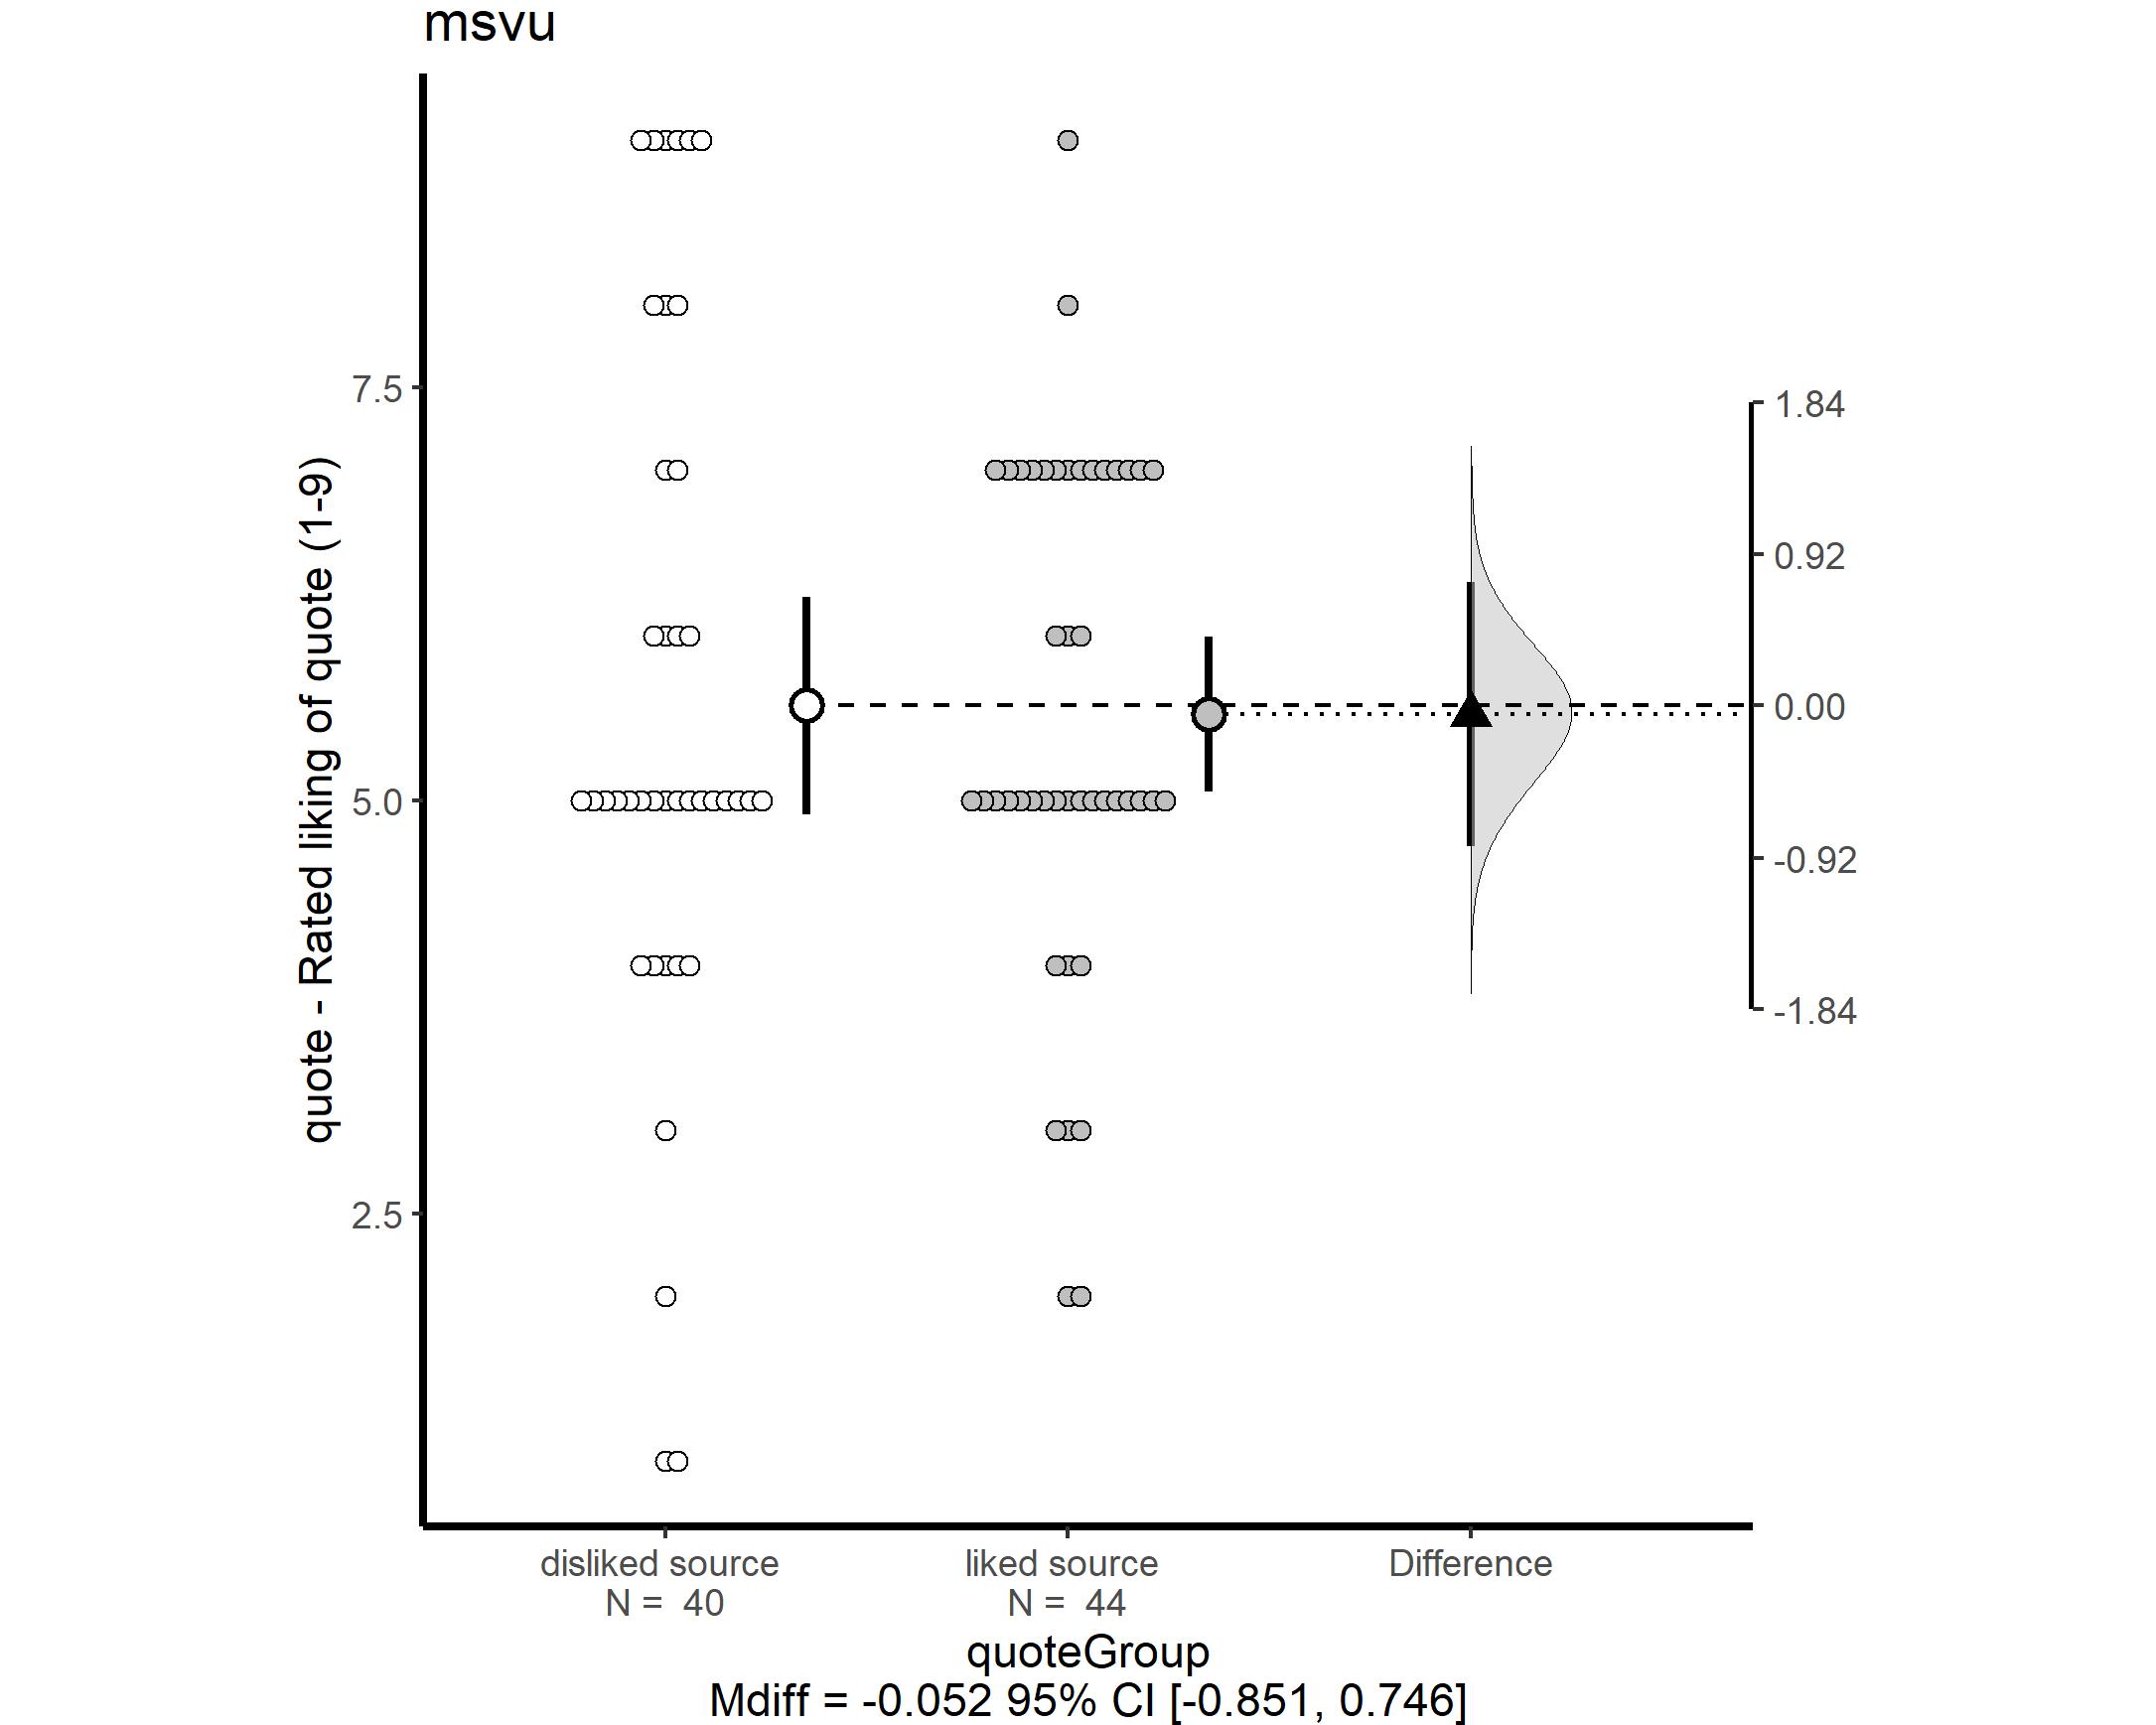 msvu
quote - Rated liking of quote (1-9)
7.5
5.0
2.5
1.84
0.92
0.00
-0.92
-1.84
disliked source
N =  40
liked source
N =  44
Difference
quoteGroup
Mdiff = -0.052 95% CI [-0.851, 0.746]